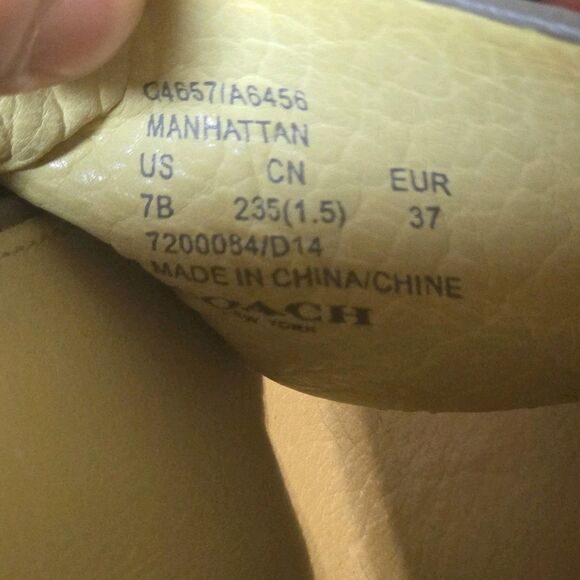 Q4657/A6456
MANHATTAN
US CN EUR
7B 235(1.5) 37
7200084/D14
MADE IN CHINA/CHINE
COACH
NEW YORK